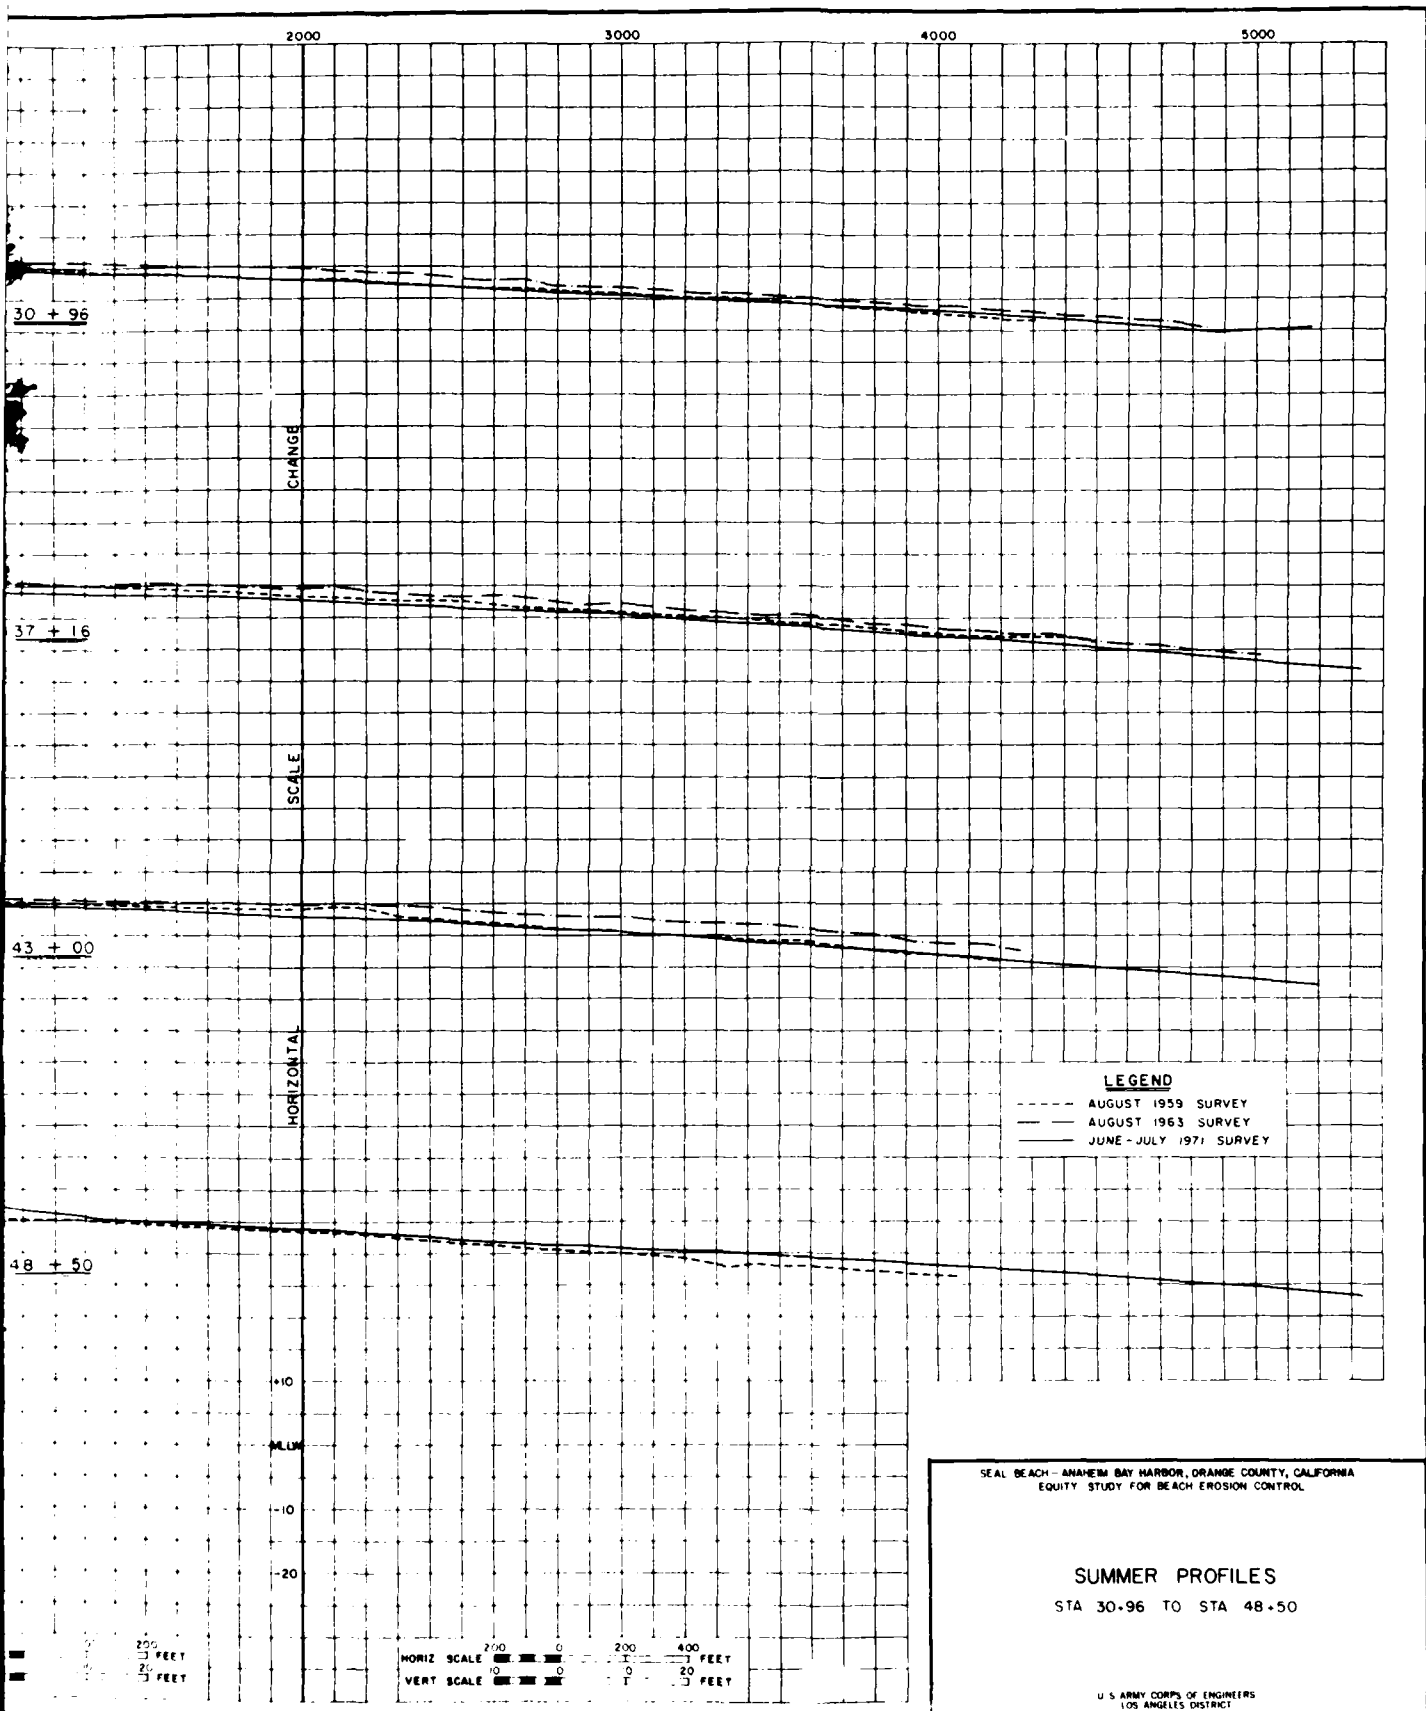 2000 3000 4000 5000
30 + 96
CHANGE
37 + 16
SCALE
43 + 00
HORIZONTAL
LEGEND
AUGUST 1959 SURVEY
AUGUST 1963 SURVEY
JUNE - JULY 1971 SURVEY
48 + 50
+10
MLLW
-10
-20
SEAL BEACH - ANAHEIM BAY HARBOR, ORANGE COUNTY, CALIFORNIA
EQUITY STUDY FOR BEACH EROSION CONTROL
SUMMER PROFILES
STA 30+96 TO STA 48+50
200
FEET
20
FEET
200 0 200 400
HORIZ SCALE FEET
10 0 10 20
VERT SCALE FEET
U S ARMY CORPS OF ENGINEERS
LOS ANGELES DISTRICT